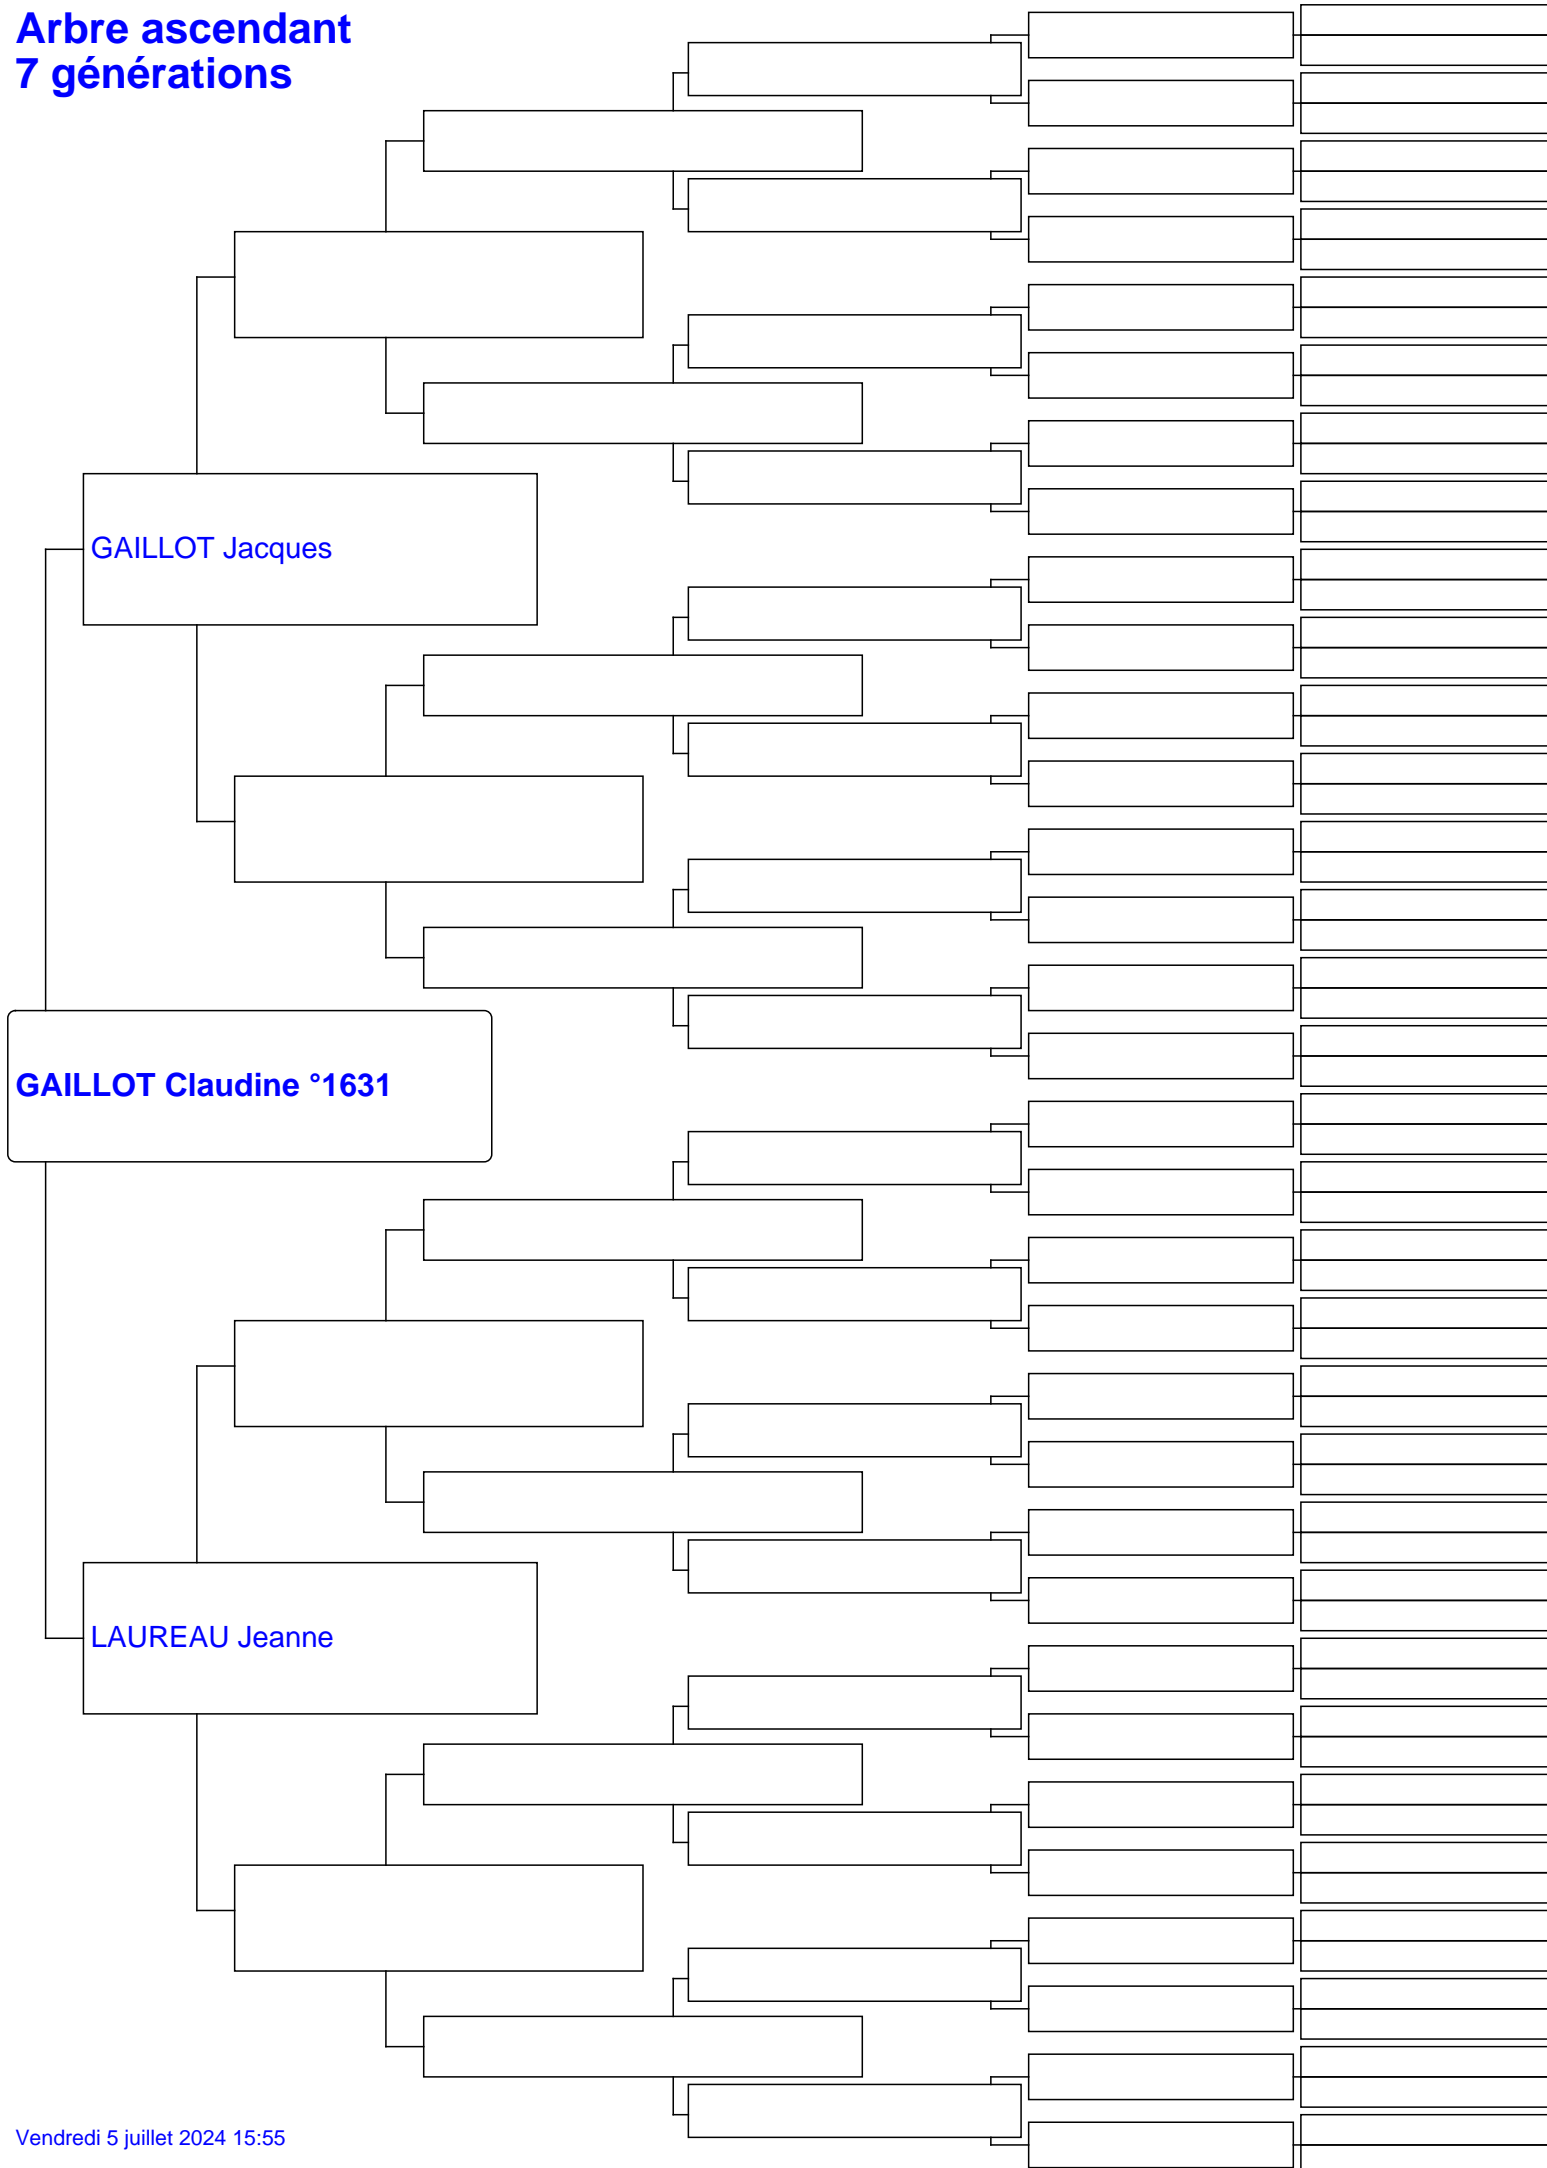 Arbre ascendant
7 générations
GAILLOT Jacques
GAILLOT Claudine °1631
LAUREAU Jeanne
Vendredi 5 juillet 2024 15:55